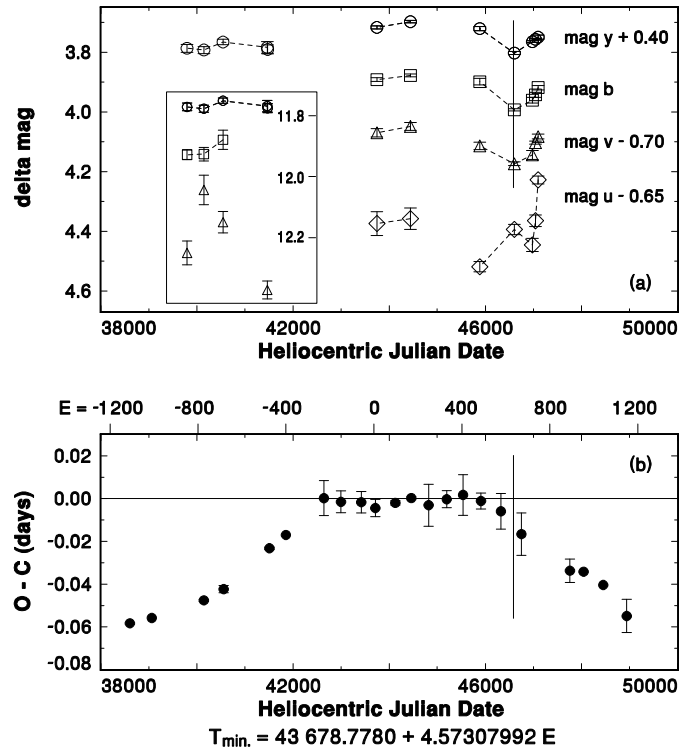 3.8
4.0
4.2
4.4
4.6
delta mag
11.8
12.0
12.2
mag y + 0.40
mag b
mag v - 0.70
mag u - 0.65
(a)
38000 42000 46000 50000
Heliocentric Julian Date
E = -1200 -800 -400 0 400 800 1200
0.02
0.00
-0.02
-0.04
-0.06
-0.08
O - C (days)
(b)
38000 42000 46000 50000
Heliocentric Julian Date
Tmin. = 43 678.7780 + 4.57307992 E